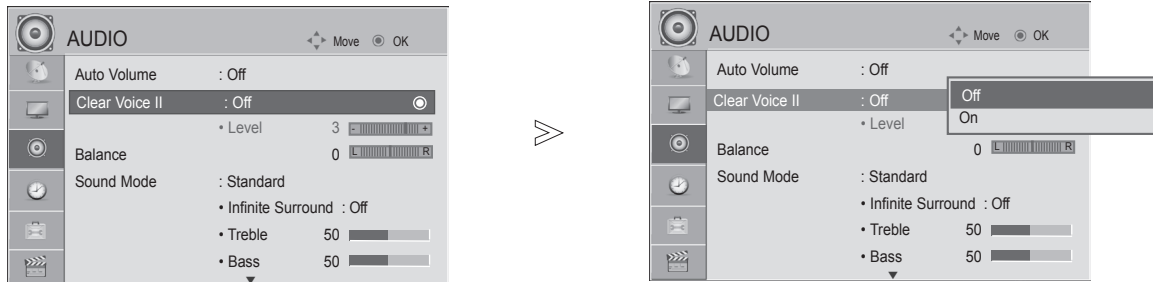 AUDIO Move OK
Auto Volume : Off
Clear Voice II : Off
• Level 3 - +
Balance 0 L R
Sound Mode : Standard
• Infinite Surround : Off
• Treble 50
• Bass 50
AUDIO Move OK
Auto Volume : Off
Clear Voice II : Off
Off
On
• Level
Balance 0 L R
Sound Mode : Standard
• Infinite Surround : Off
• Treble 50
• Bass 50